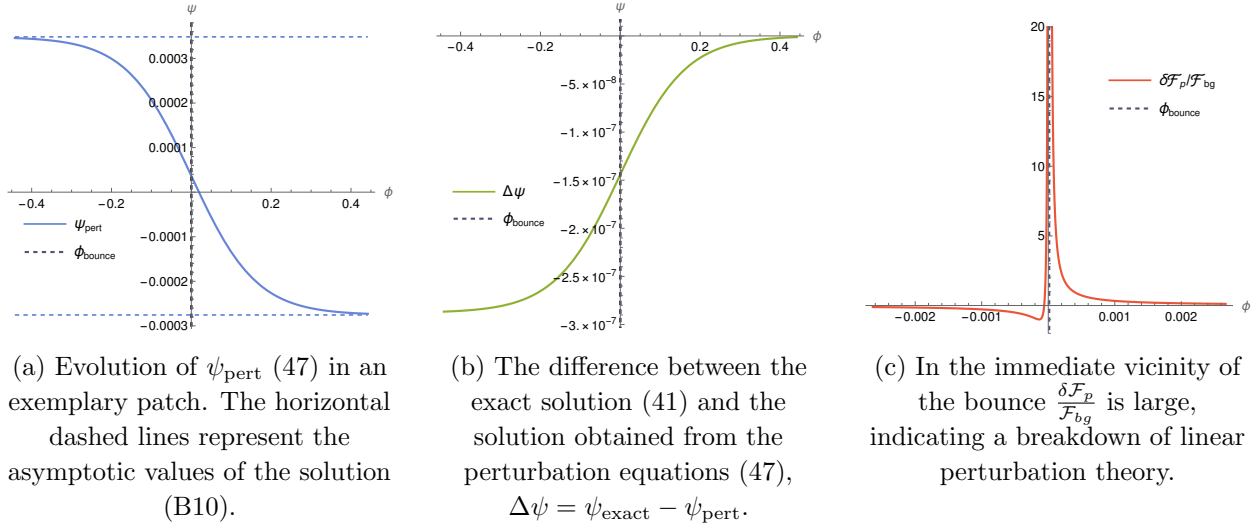 ψ
0.0003
0.0002
0.0001
ϕ
−0.4 −0.2 0.2 0.4
ψpert
−0.0001
ϕbounce
−0.0002
−0.0003
(a) Evolution of ψpert (47) in an
exemplary patch. The horizontal
dashed lines represent the
asymptotic values of the solution
(B10).
ψ
ϕ
−0.4 −0.2 0.2 0.4
−5. × 10⁻⁸
−1. × 10⁻⁷
−1.5 × 10⁻⁷
Δψ
ϕbounce
−2. × 10⁻⁷
−2.5 × 10⁻⁷
−3. × 10⁻⁷
(b) The difference between the
exact solution (41) and the
solution obtained from the
perturbation equations (47),
Δψ = ψexact − ψpert.
20
δℱp/ℱbg
15
ϕbounce
10
5
ϕ
−0.002 −0.001 0.001 0.002
(c) In the immediate vicinity of
the bounce δℱp/ℱbg is large,
indicating a breakdown of linear
perturbation theory.